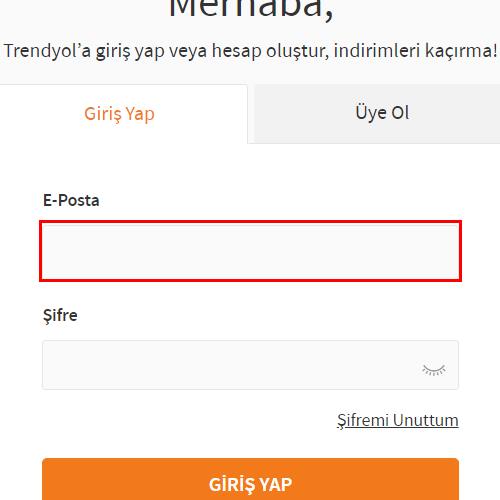 Merhaba,
Trendyol’a giriş yap veya hesap oluştur, indirimleri kaçırma!
Giriş Yap
Üye Ol
E-Posta
Şifre
Şifremi Unuttum
GİRİŞ YAP